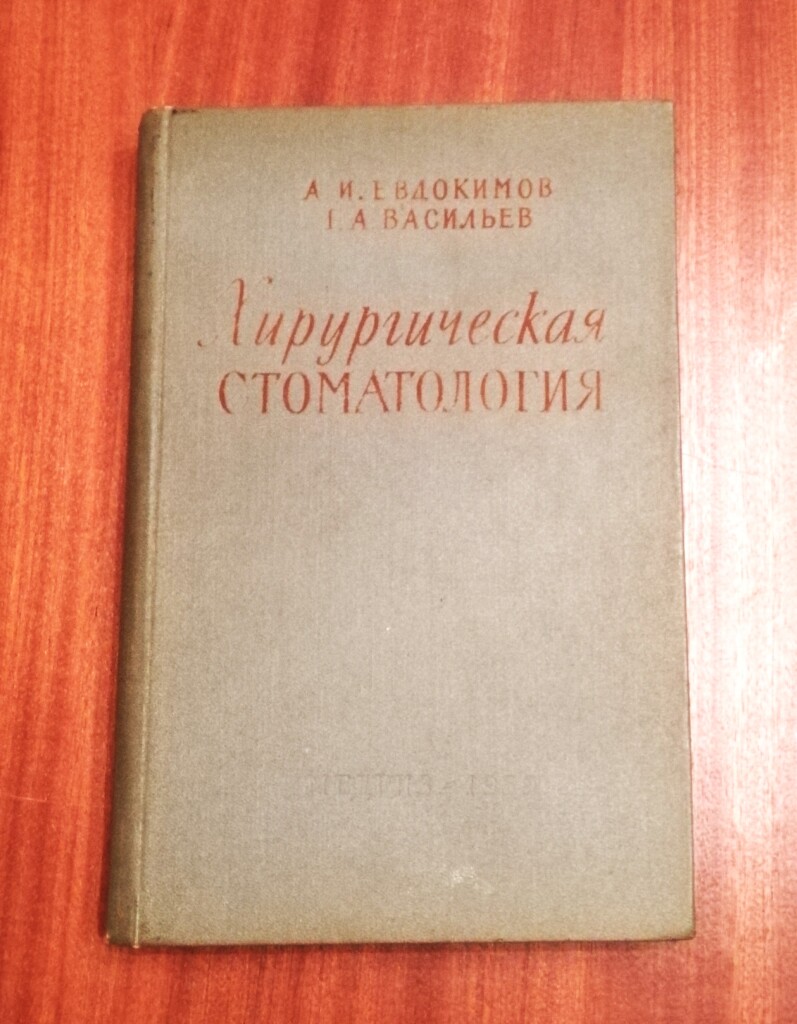 А. И. ЕВДОКИМОВ
Г. А. ВАСИЛЬЕВ
Хирургическая
СТОМАТОЛОГИЯ